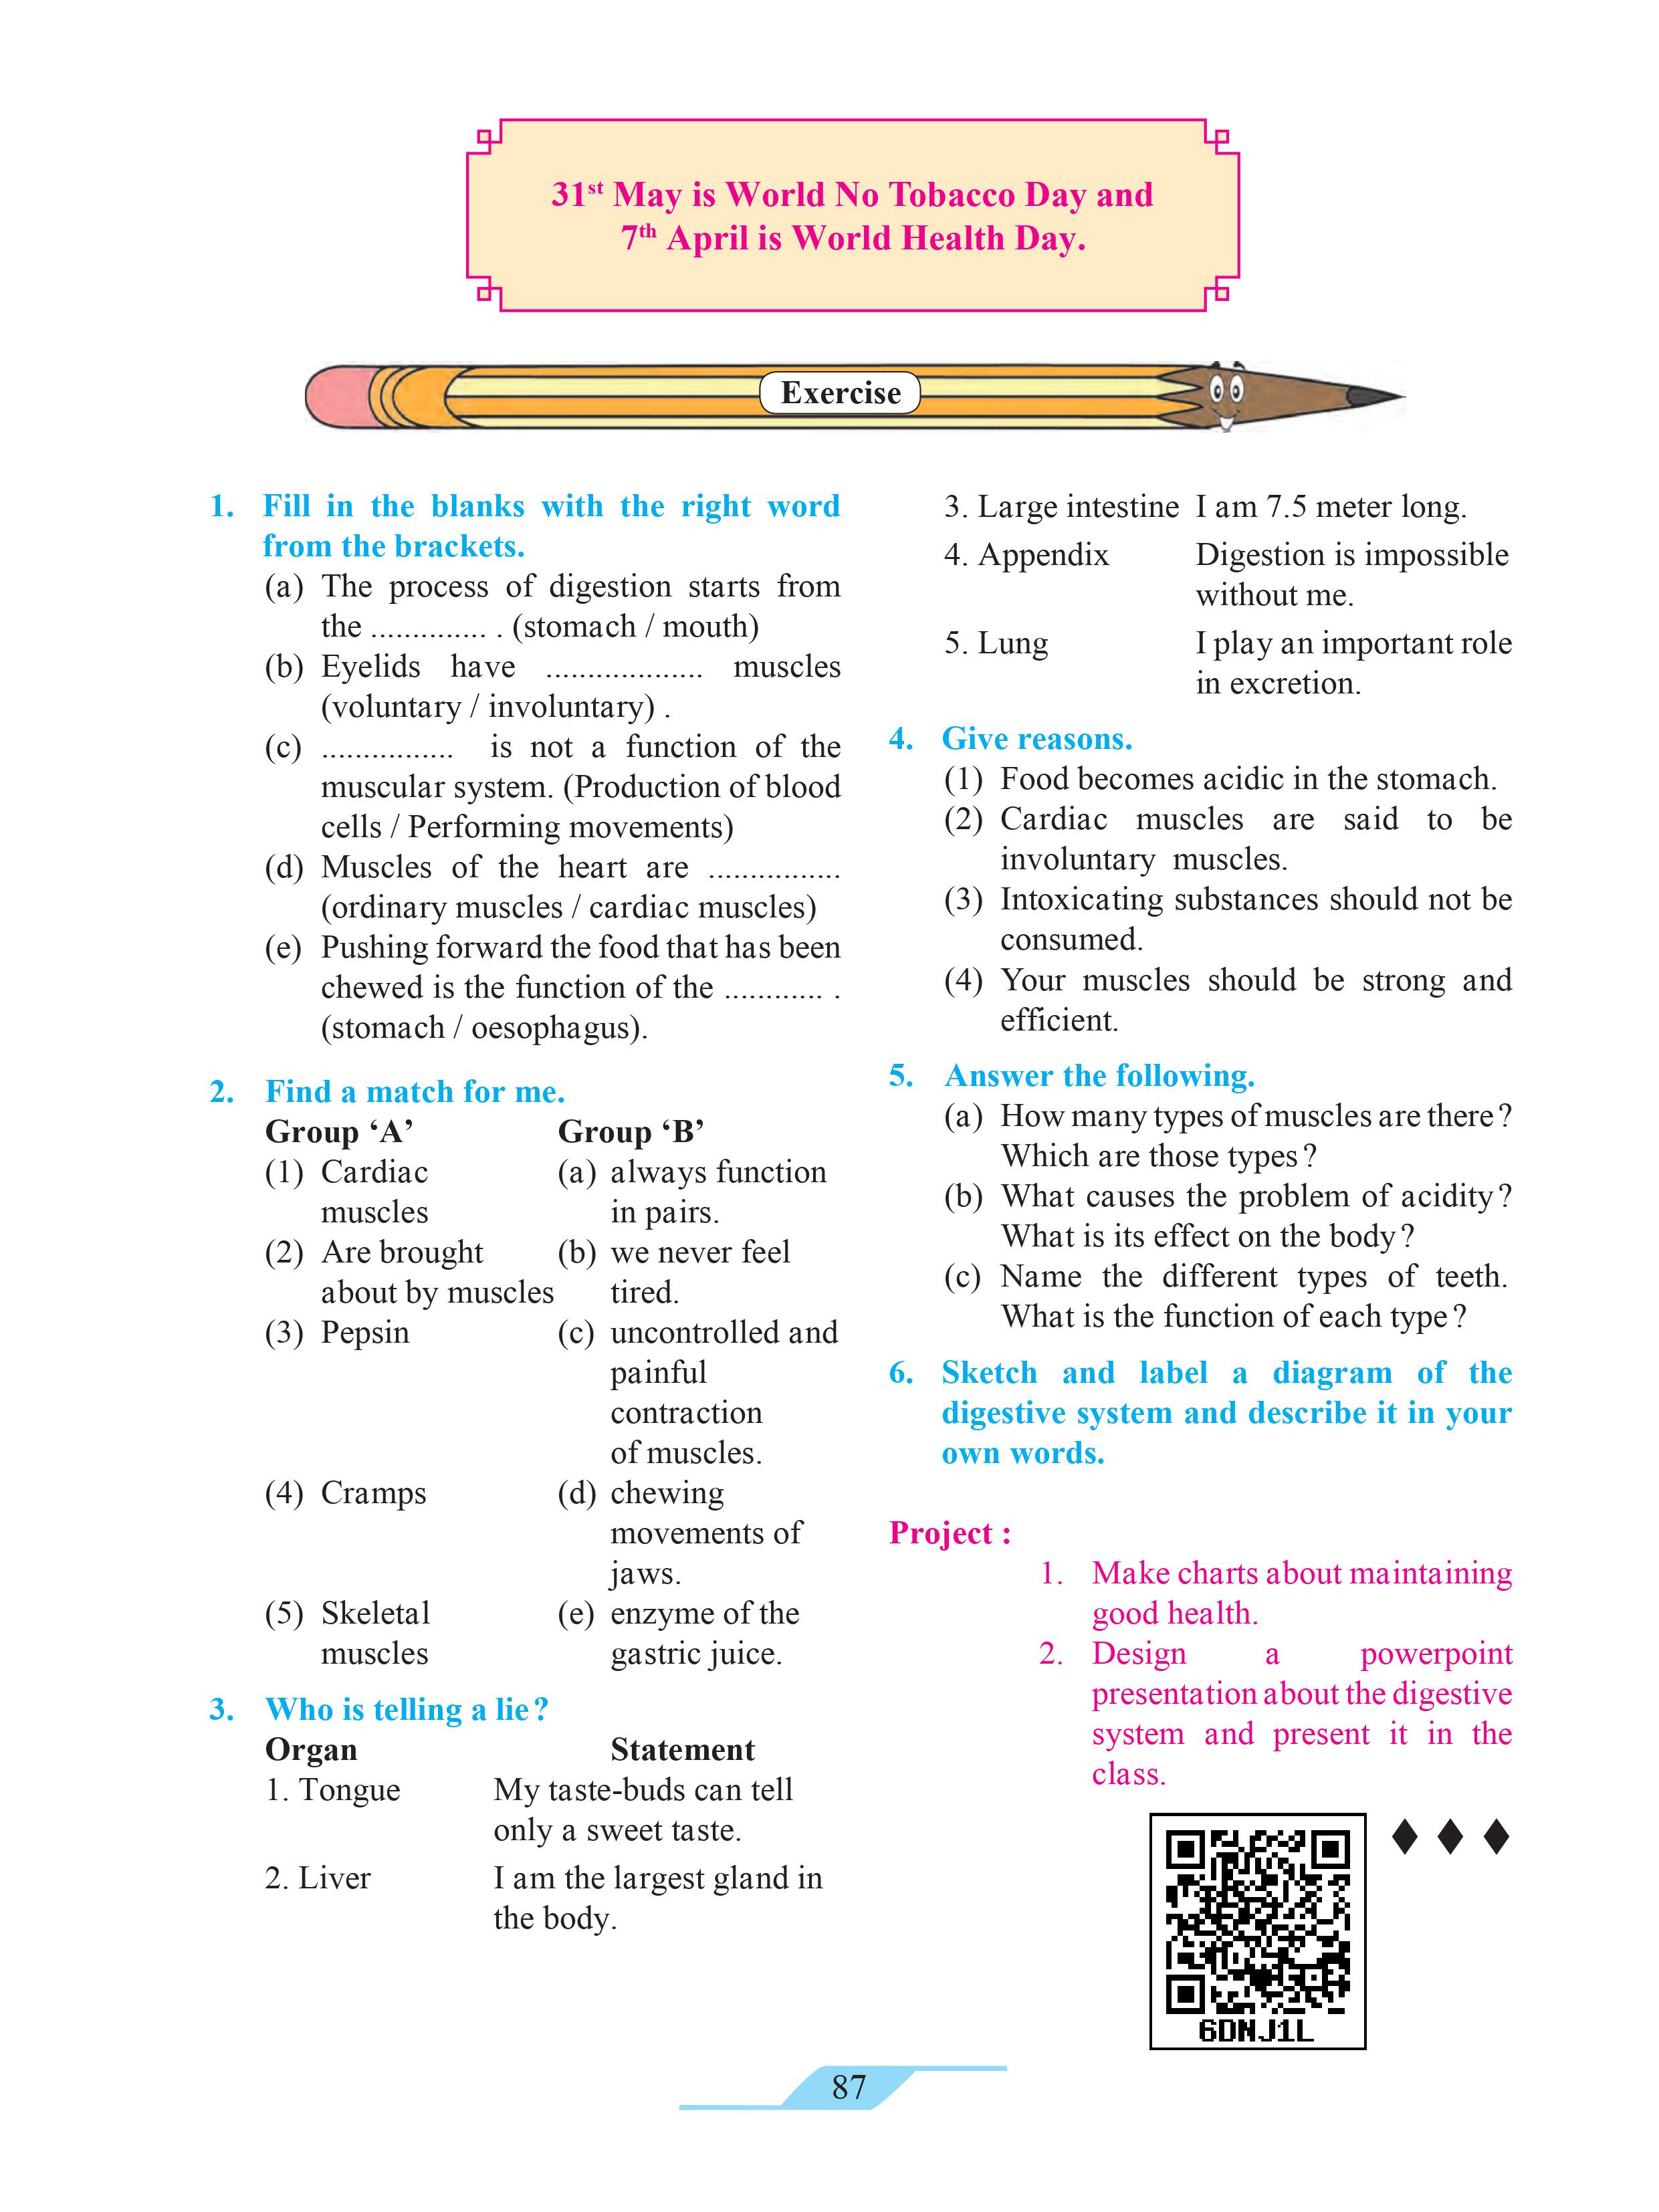 31st May is World No Tobacco Day and
7th April is World Health Day.
Exercise
1. Fill in the blanks with the right word
from the brackets.
(a) The process of digestion starts from
the .............. . (stomach / mouth)
(b) Eyelids have ................... muscles
(voluntary / involuntary) .
(c) ................ is not a function of the
muscular system. (Production of blood
cells / Performing movements)
(d) Muscles of the heart are ................
(ordinary muscles / cardiac muscles)
(e) Pushing forward the food that has been
chewed is the function of the ............ .
(stomach / oesophagus).
2. Find a match for me.
Group ‘A’ Group ‘B’
(1) Cardiac (a) always function
muscles in pairs.
(2) Are brought (b) we never feel
about by muscles tired.
(3) Pepsin (c) uncontrolled and
painful
contraction
of muscles.
(4) Cramps (d) chewing
movements of
jaws.
(5) Skeletal (e) enzyme of the
muscles gastric juice.
3. Who is telling a lie?
Organ Statement
1. Tongue My taste-buds can tell
only a sweet taste.
2. Liver I am the largest gland in
the body.
3. Large intestine I am 7.5 meter long.
4. Appendix Digestion is impossible
without me.
5. Lung I play an important role
in excretion.
4. Give reasons.
(1) Food becomes acidic in the stomach.
(2) Cardiac muscles are said to be
involuntary muscles.
(3) Intoxicating substances should not be
consumed.
(4) Your muscles should be strong and
efficient.
5. Answer the following.
(a) How many types of muscles are there?
Which are those types?
(b) What causes the problem of acidity?
What is its effect on the body?
(c) Name the different types of teeth.
What is the function of each type?
6. Sketch and label a diagram of the
digestive system and describe it in your
own words.
Project :
1. Make charts about maintaining
good health.
2. Design a powerpoint
presentation about the digestive
system and present it in the
class.
6DNJ1L
87